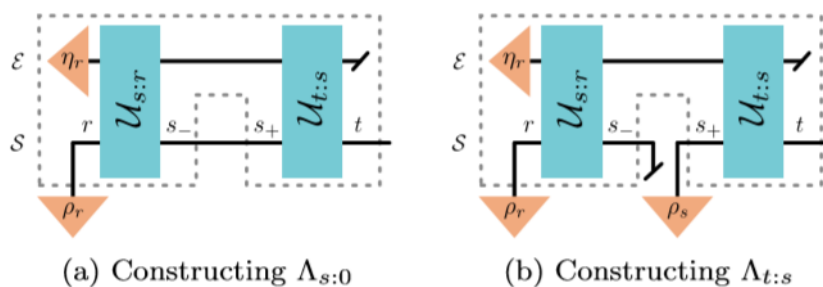 ℰ η_r 𝒰_{s:r} 𝒰_{t:s}
𝒮 r s_− s_+ t
ρ_r
(a) Constructing Λ_{s:0}
ℰ η_r 𝒰_{s:r} 𝒰_{t:s}
𝒮 r s_− s_+ t
ρ_r ρ_s
(b) Constructing Λ_{t:s}